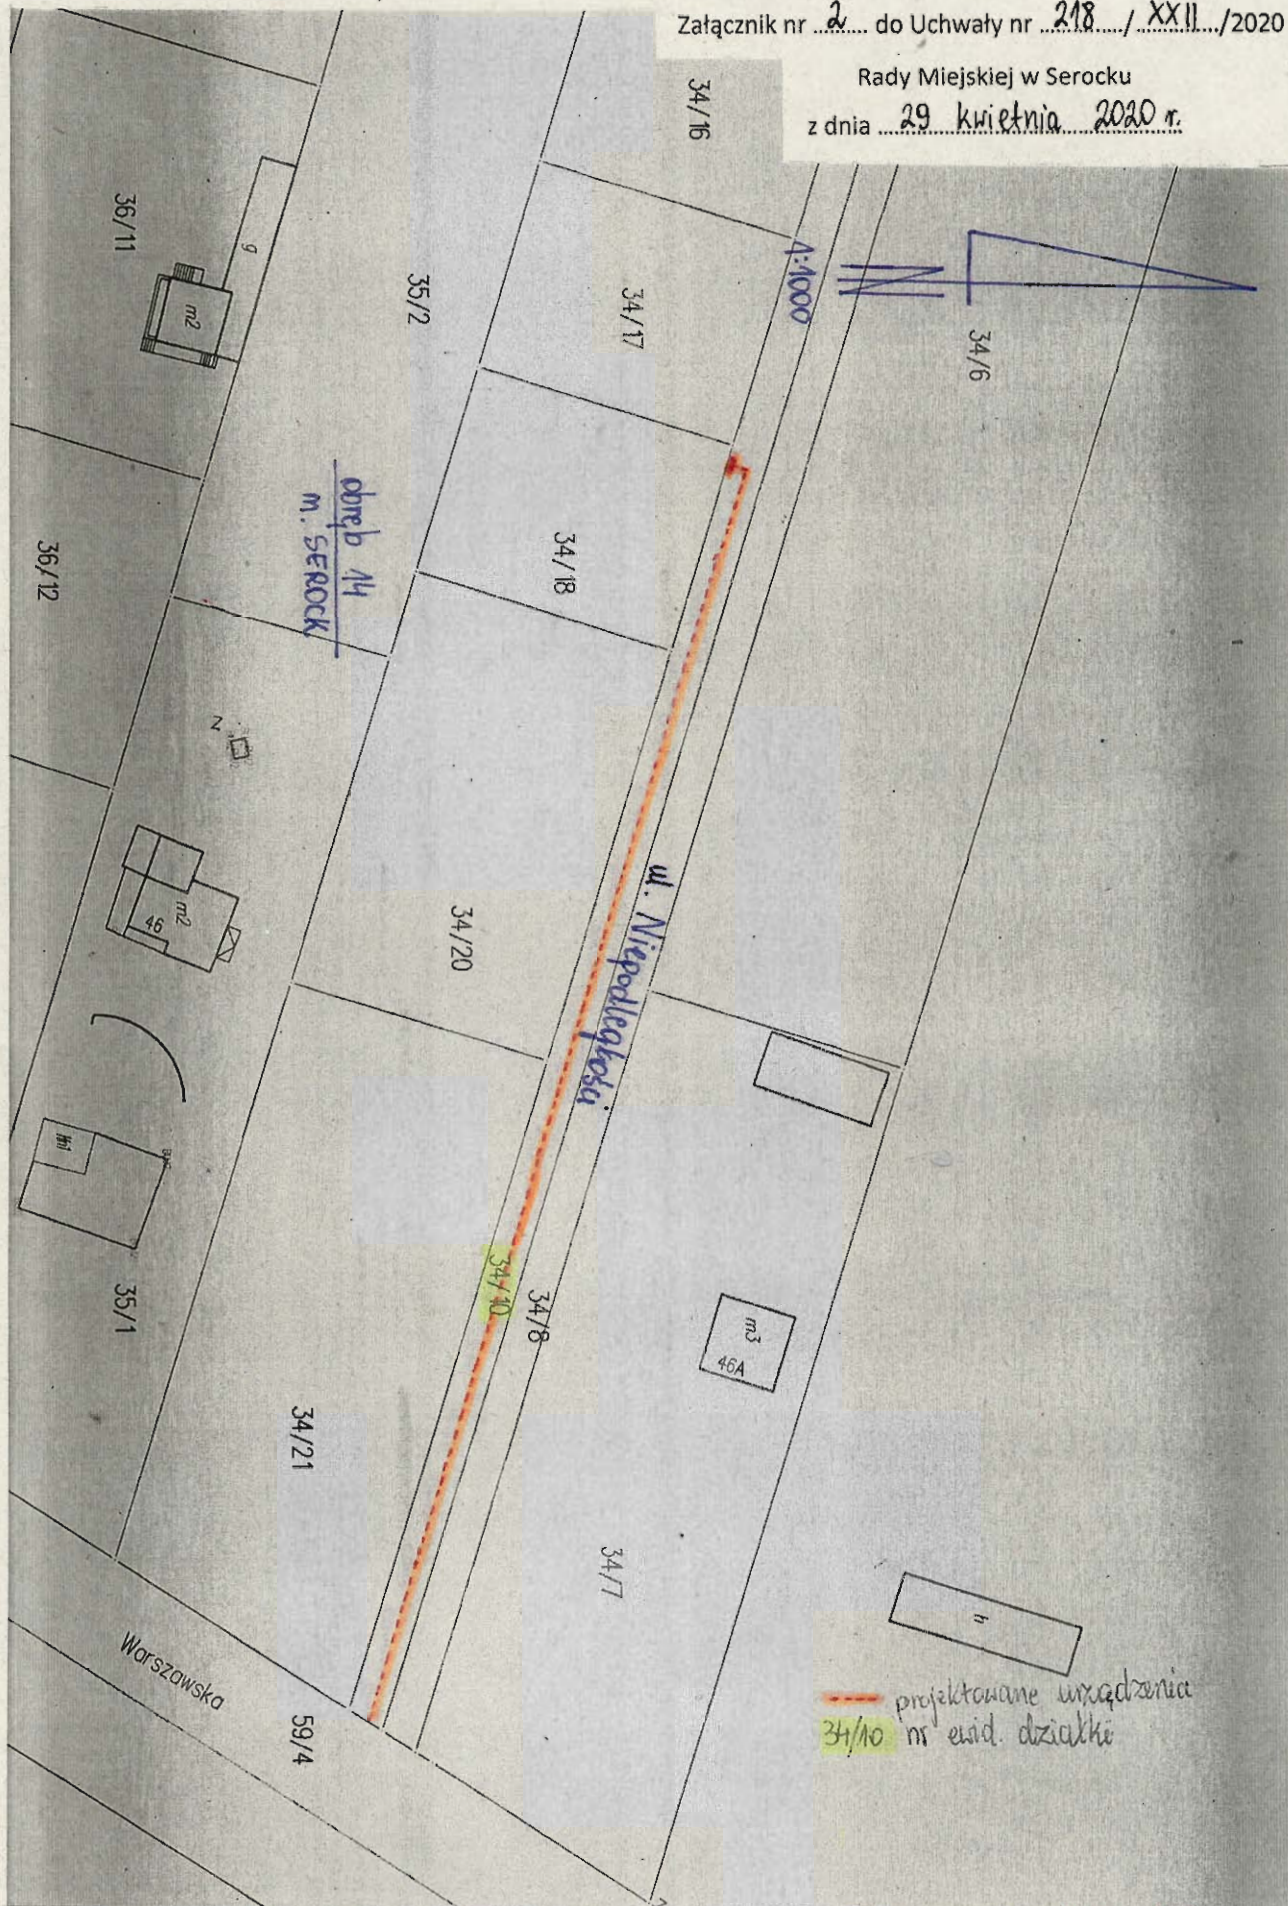 Załącznik nr 2 do Uchwały nr 218 / XXII /2020
Rady Miejskiej w Serocku
z dnia 29 kwietnia 2020 r.
34/16
36/11
g
m2
35/2
34/17
1:1000
34/6
obręb 14
m. SEROCK
36/12
34/18
z
m2
46
34/20
ul. Niepodległości
35/1
34/10
34/8
m3
46A
34/21
34/7
h
Warszawska
59/4
projektowane urządzenia
34/10 nr ewid. działki